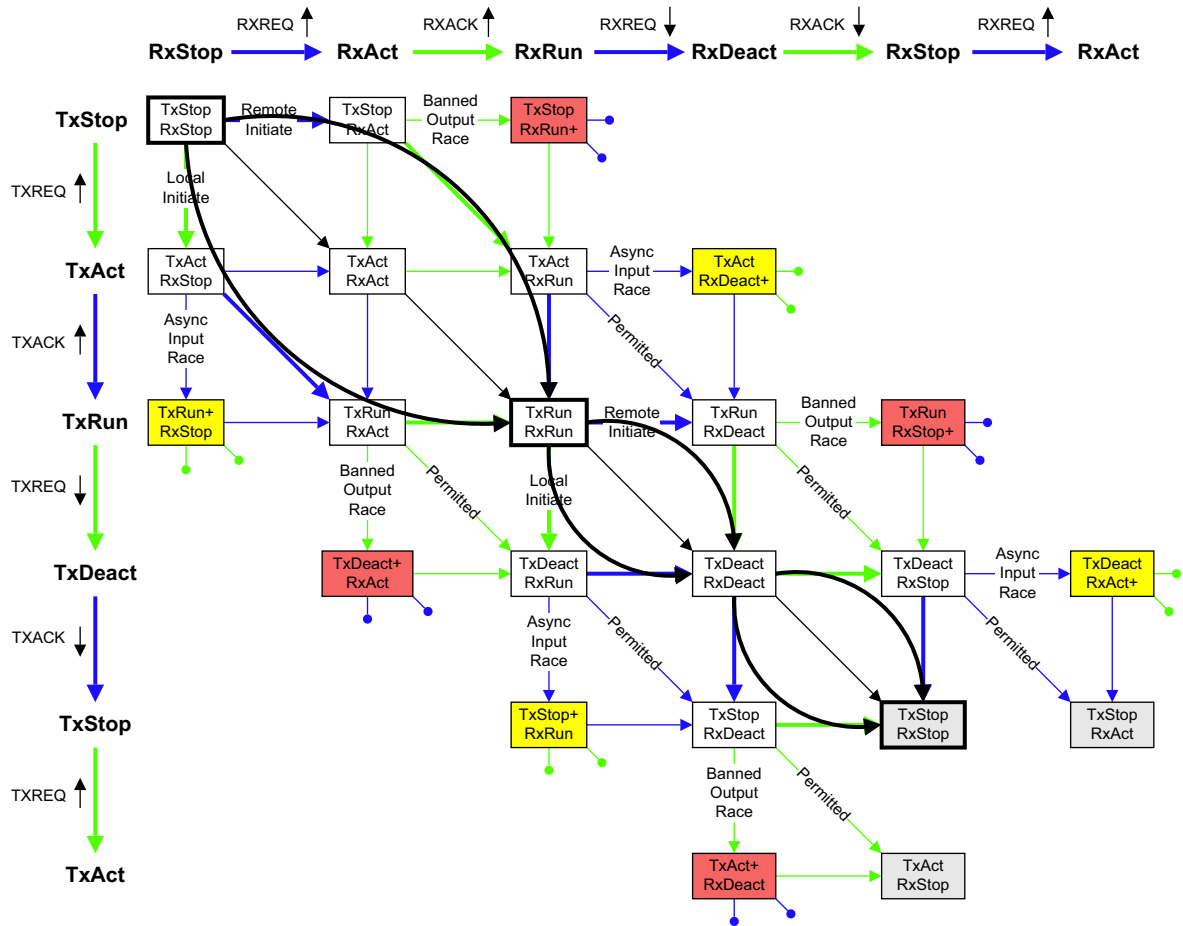 RXREQ
RXACK
RXREQ
RXACK
RXREQ
RxStop
RxAct
RxRun
RxDeact
RxStop
RxAct
TxStop
TxStop
RxStop
Remote
Initiate
TxStop
RxAct
Banned
Output
Race
TxStop
RxRun+
TXREQ
Local
Initiate
TxAct
TxAct
RxStop
TxAct
RxAct
TxAct
RxRun
Async
Input
Race
TxAct
RxDeact+
TXACK
Async
Input
Race
Permitted
TxRun
TxRun+
RxStop
TxRun
RxAct
TxRun
RxRun
Remote
Initiate
TxRun
RxDeact
Banned
Output
Race
TxRun
RxStop+
TXREQ
Banned
Output
Race
Permitted
Local
Initiate
Permitted
TxDeact
TxDeact+
RxAct
TxDeact
RxRun
TxDeact
RxDeact
TxDeact
RxStop
Async
Input
Race
TxDeact
RxAct+
TXACK
Async
Input
Race
Permitted
Permitted
TxStop
TxStop+
RxRun
TxStop
RxDeact
TxStop
RxStop
TxStop
RxAct
TXREQ
Banned
Output
Race
Permitted
TxAct
TxAct+
RxDeact
TxAct
RxStop